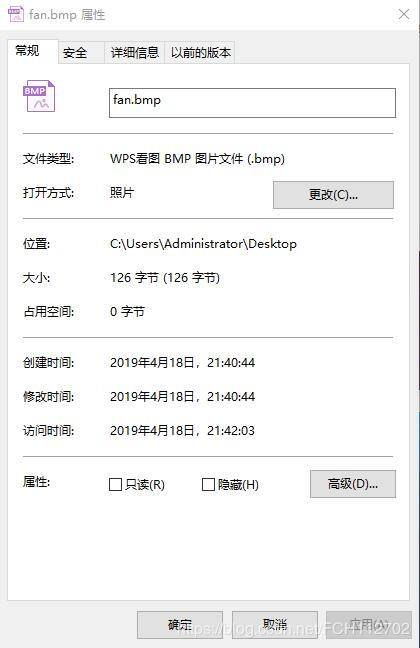 fan.bmp 属性
常规 安全 详细信息 以前的版本
BMP
fan.bmp
文件类型: WPS看图 BMP 图片文件 (.bmp)
打开方式: 照片 更改(C)...
位置: C:\Users\Administrator\Desktop
大小: 126 字节 (126 字节)
占用空间: 0 字节
创建时间: 2019年4月18日，21:40:44
修改时间: 2019年4月18日，21:40:44
访问时间: 2019年4月18日，21:42:03
属性: 只读(R) 隐藏(H) 高级(D)...
确定 取消 应用(A)